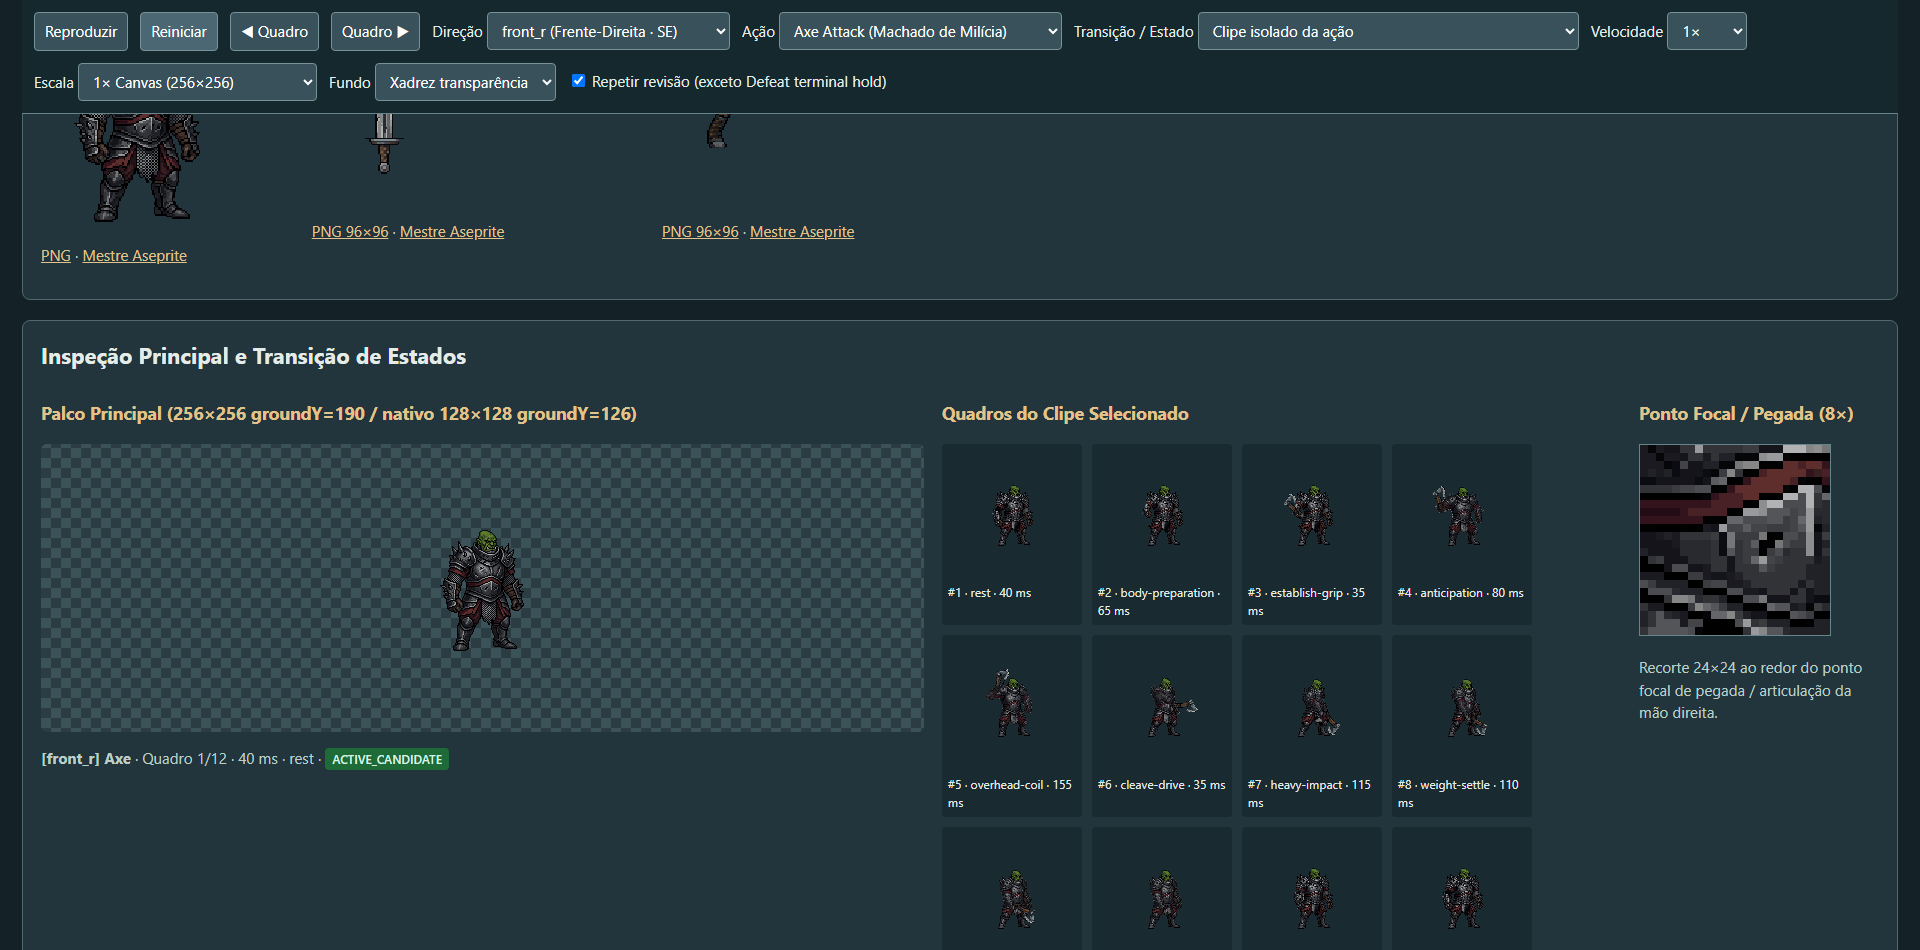 Reproduzir Reiniciar ◀ Quadro Quadro ▶ Direção front_r (Frente-Direita · SE) Ação Axe Attack (Machado de Milícia) Transição / Estado Clipe isolado da ação Velocidade 1×
Escala 1× Canvas (256×256) Fundo Xadrez transparência Repetir revisão (exceto Defeat terminal hold)
PNG 96×96 · Mestre Aseprite
PNG 96×96 · Mestre Aseprite
PNG · Mestre Aseprite
Inspeção Principal e Transição de Estados
Palco Principal (256×256 groundY=190 / nativo 128×128 groundY=126)
[front_r] Axe · Quadro 1/12 · 40 ms · rest · ACTIVE_CANDIDATE
Quadros do Clipe Selecionado
#1 · rest · 40 ms
#2 · body-preparation ·
65 ms
#3 · establish-grip · 35
ms
#4 · anticipation · 80 ms
#5 · overhead-coil · 155
ms
#6 · cleave-drive · 35 ms
#7 · heavy-impact · 115
ms
#8 · weight-settle · 110
ms
Ponto Focal / Pegada (8×)
Recorte 24×24 ao redor do ponto
focal de pegada / articulação da
mão direita.